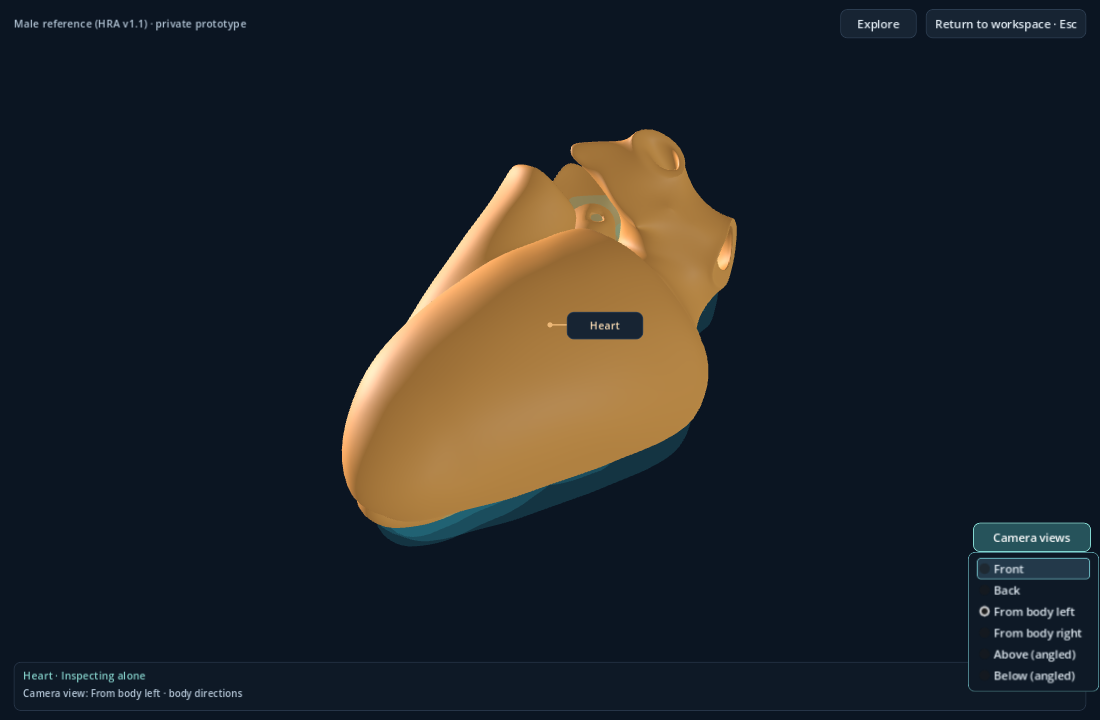 Male reference (HRA v1.1) · private prototype
Explore
Return to workspace · Esc
Heart
Camera views
Front
Back
From body left
From body right
Above (angled)
Below (angled)
Heart · Inspecting alone
Camera view: From body left · body directions